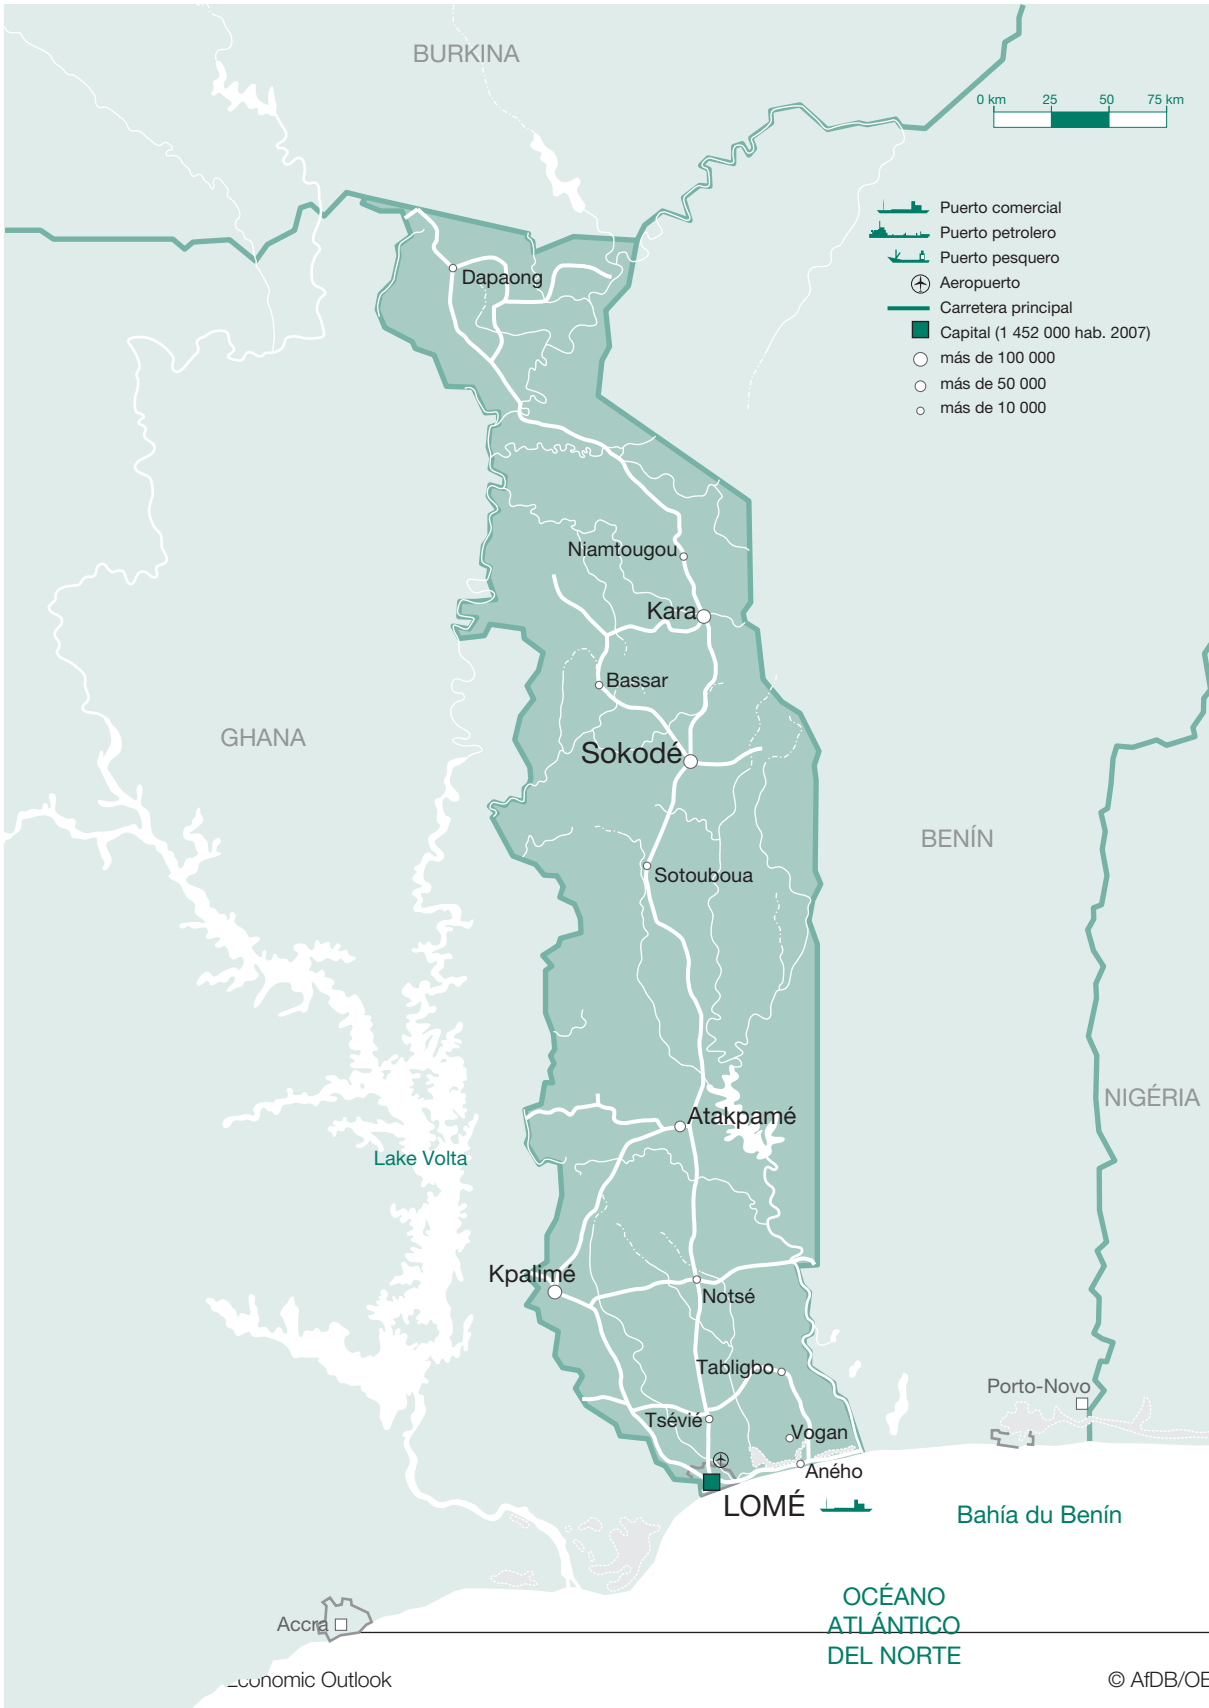 BURKINA
0 km 25 50 75 km
Puerto comercial
Puerto petrolero
Puerto pesquero
Aeropuerto
Carretera principal
Capital (1 452 000 hab. 2007)
más de 100 000
más de 50 000
más de 10 000
Dapaong
Niamtougou
Kara
Bassar
GHANA
Sokodé
BENÍN
Sotouboua
NIGÉRIA
Atakpamé
Lake Volta
Kpalimé
Notsé
Tabligbo
Porto-Novo
Tsévié
Vogan
Aného
LOMÉ
Bahía du Benín
OCÉANO
ATLÁNTICO
DEL NORTE
Accra
Economic Outlook
© AfDB/OE